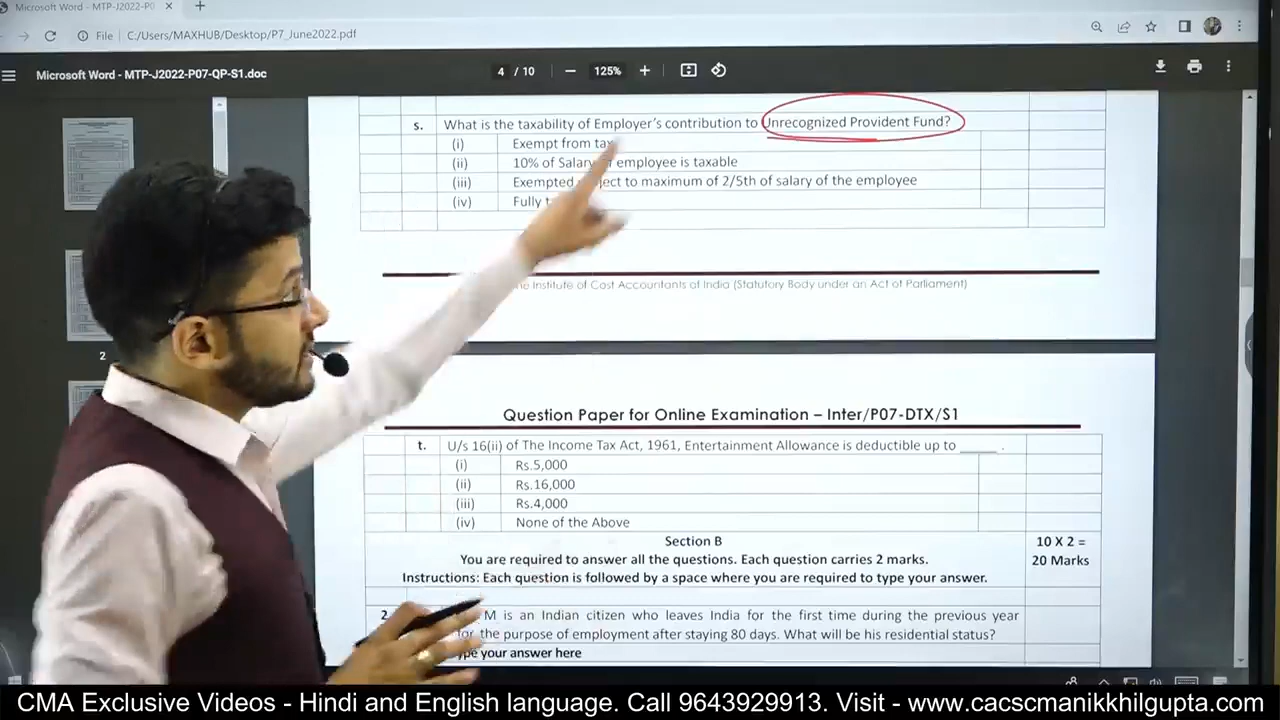 Microsoft Word - MTP-J2022-P0
File C:/Users/MAXHUB/Desktop/P7_June2022.pdf
Microsoft Word - MTP-J2022-P07-QP-S1.doc
4 / 10
125%
s. What is the taxability of Employer's contribution to Unrecognized Provident Fund?
(i) Exempt from tax
(ii) 10% of Salary employee is taxable
(iii) Exempted to maximum of 2/5th of salary of the employee
(iv) Fully
Institute of Cost Accountants of India (Statutory Body under an Act of Parliament)
2
Question Paper for Online Examination – Inter/P07-DTX/S1
t. U/s 16(ii) of The Income Tax Act, 1961, Entertainment Allowance is deductible up to _____ .
(i) Rs.5,000
(ii) Rs.16,000
(iii) Rs.4,000
(iv) None of the Above
Section B 10 X 2 =
You are required to answer all the questions. Each question carries 2 marks. 20 Marks
Instructions: Each question is followed by a space where you are required to type your answer.
2 M is an Indian citizen who leaves India for the first time during the previous year
for the purpose of employment after staying 80 days. What will be his residential status?
your answer here
CMA Exclusive Videos - Hindi and English language. Call 9643929913. Visit - www.cacscmanikkhilgupta.com